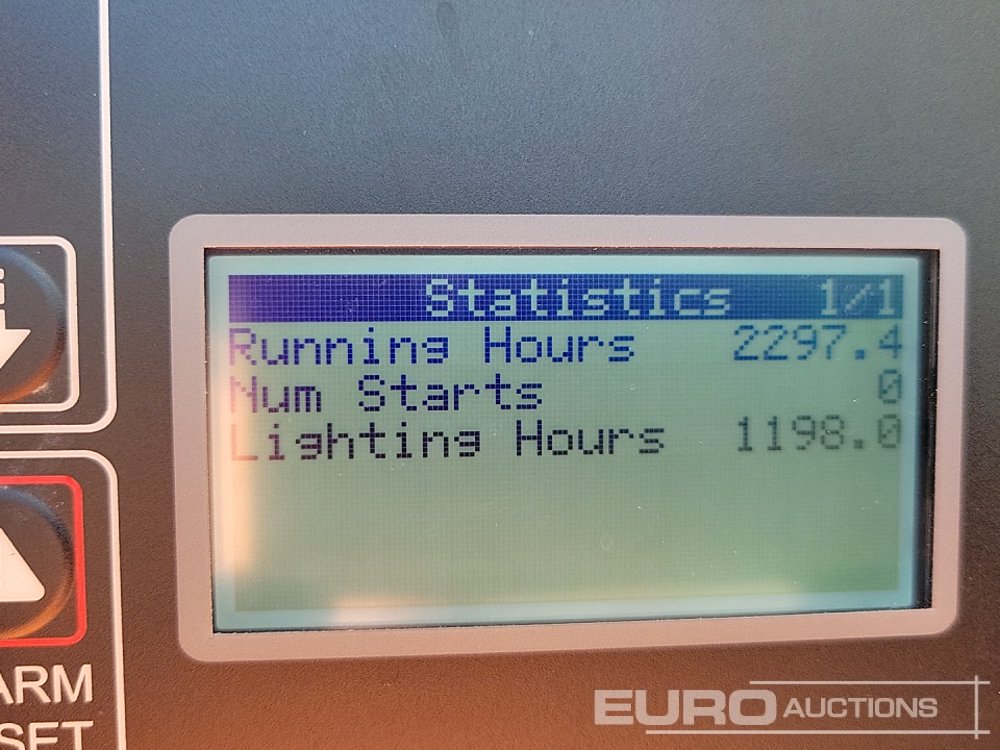 Statistics 1/1
Running Hours 2297.4
Num Starts 0
Lighting Hours 1198.0
ARM
SET
EURO AUCTIONS